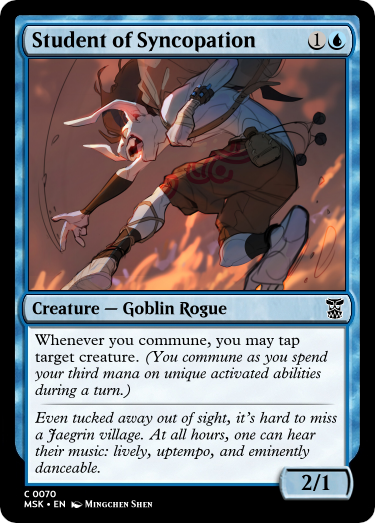 Student of Syncopation 1
Creature — Goblin Rogue
Whenever you commune, you may tap
target creature. (You commune as you spend
your third mana on unique activated abilities
during a turn.)
Even tucked away out of sight, it's hard to miss
a Jaegrin village. At all hours, one can hear
their music: lively, uptempo, and eminently
danceable.
2/1
C 0070
MSK • EN Mingchen Shen